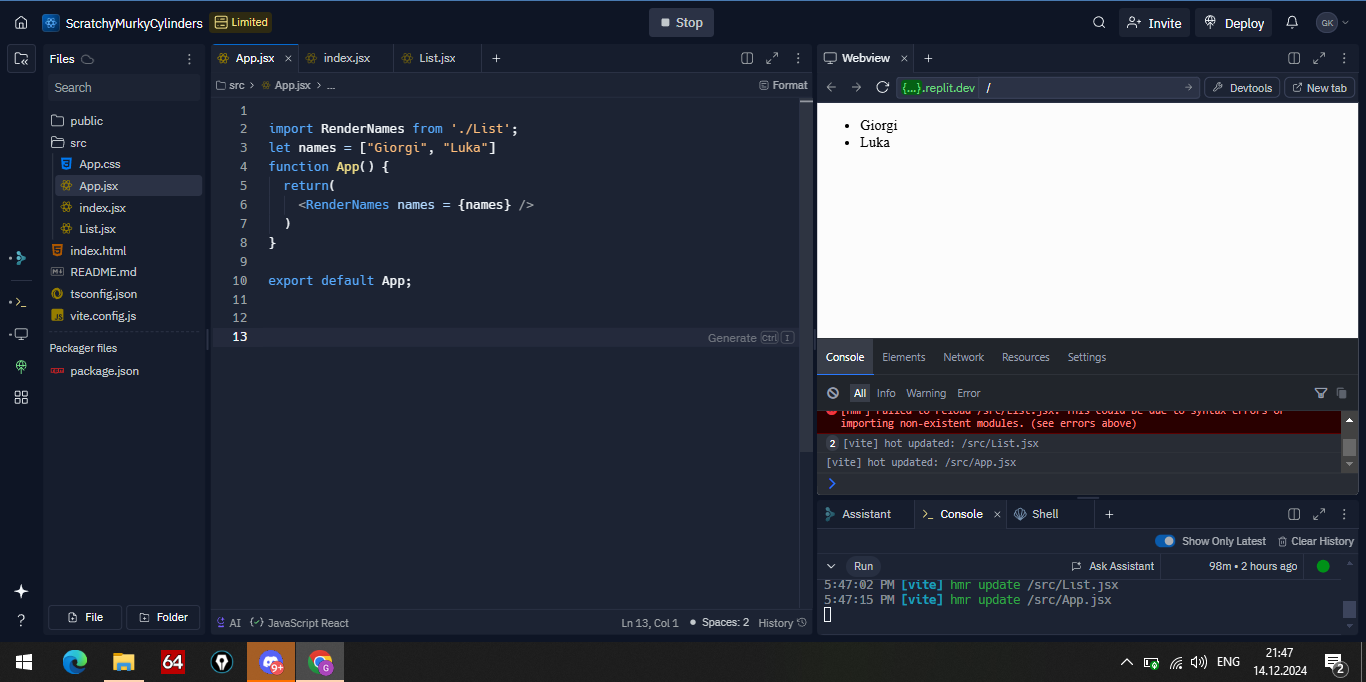 ScratchyMurkyCylinders Limited Stop Invite Deploy GK
Files App.jsx index.jsx List.jsx Webview
Search src > App.jsx > ... Format {...}.replit.dev / Devtools New tab
public
src
App.css
App.jsx
index.jsx
List.jsx
index.html
README.md
tsconfig.json
vite.config.js
Packager files
package.json
File Folder
1
2 import RenderNames from './List';
3 let names = ["Giorgi", "Luka"]
4 function App() {
5 return(
6 <RenderNames names = {names} />
7 )
8 }
9
10 export default App;
11
12
13
Generate Ctrl I
AI JavaScript React Ln 13, Col 1 Spaces: 2 History
• Giorgi
• Luka
Console Elements Network Resources Settings
All Info Warning Error
[hmr] Failed to reload /src/List.jsx. This could be due to syntax errors or
importing non-existent modules. (see errors above)
2 [vite] hot updated: /src/List.jsx
[vite] hot updated: /src/App.jsx
Assistant Console Shell
Show Only Latest Clear History
Run Ask Assistant 98m • 2 hours ago
5:47:02 PM [vite] hmr update /src/List.jsx
5:47:15 PM [vite] hmr update /src/App.jsx
64 9+ G ENG 21:47
14.12.2024 2